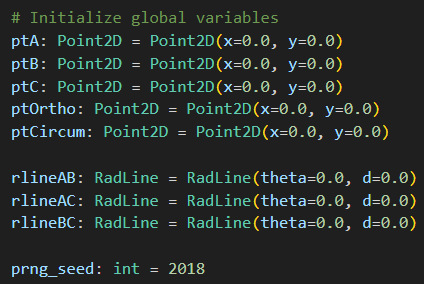 # Initialize global variables
ptA: Point2D = Point2D(x=0.0, y=0.0)
ptB: Point2D = Point2D(x=0.0, y=0.0)
ptC: Point2D = Point2D(x=0.0, y=0.0)
ptOrtho: Point2D = Point2D(x=0.0, y=0.0)
ptCircum: Point2D = Point2D(x=0.0, y=0.0)
rlineAB: RadLine = RadLine(theta=0.0, d=0.0)
rlineAC: RadLine = RadLine(theta=0.0, d=0.0)
rlineBC: RadLine = RadLine(theta=0.0, d=0.0)
prng_seed: int = 2018